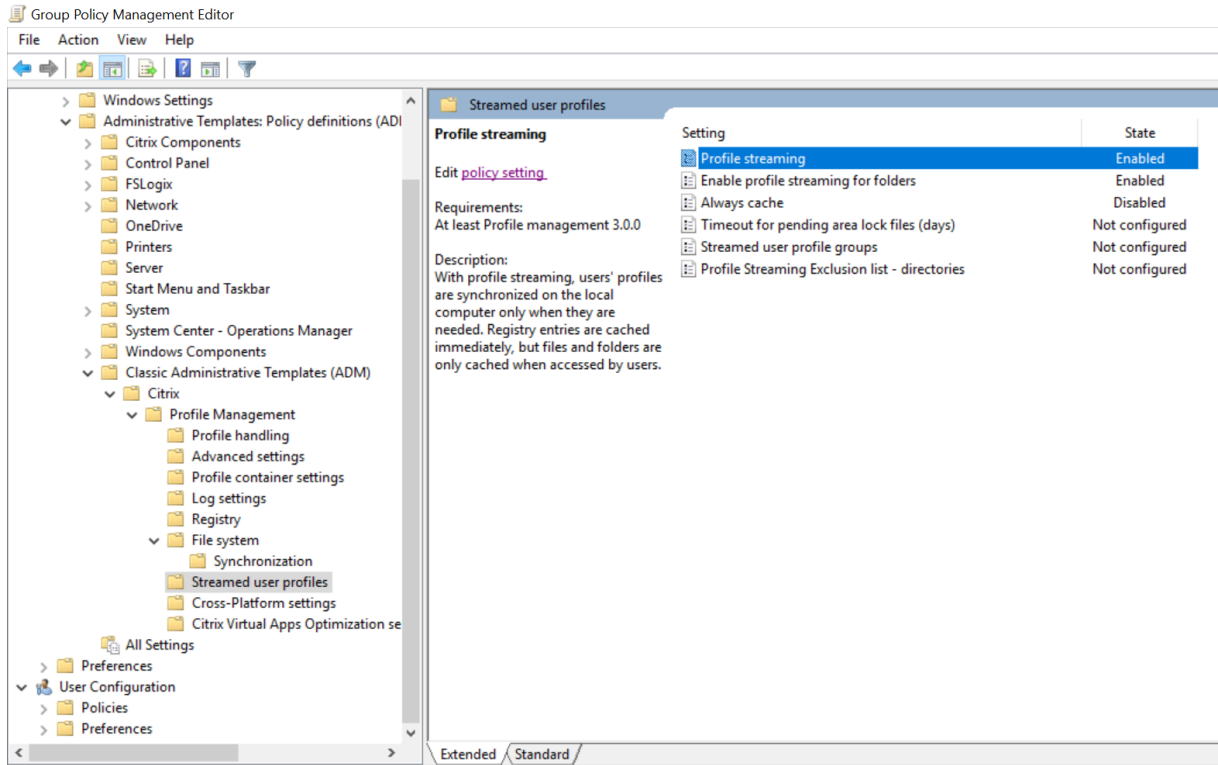 Group Policy Management Editor
File Action View Help
Windows Settings
Administrative Templates: Policy definitions (ADI
Citrix Components
Control Panel
FSLogix
Network
OneDrive
Printers
Server
Start Menu and Taskbar
System
System Center - Operations Manager
Windows Components
Classic Administrative Templates (ADM)
Citrix
Profile Management
Profile handling
Advanced settings
Profile container settings
Log settings
Registry
File system
Synchronization
Streamed user profiles
Cross-Platform settings
Citrix Virtual Apps Optimization se
All Settings
Preferences
User Configuration
Policies
Preferences
Streamed user profiles
Profile streaming
Edit policy setting
Requirements:
At least Profile management 3.0.0
Description:
With profile streaming, users' profiles
are synchronized on the local
computer only when they are
needed. Registry entries are cached
immediately, but files and folders are
only cached when accessed by users.
Setting State
Profile streaming Enabled
Enable profile streaming for folders Enabled
Always cache Disabled
Timeout for pending area lock files (days) Not configured
Streamed user profile groups Not configured
Profile Streaming Exclusion list - directories Not configured
Extended Standard